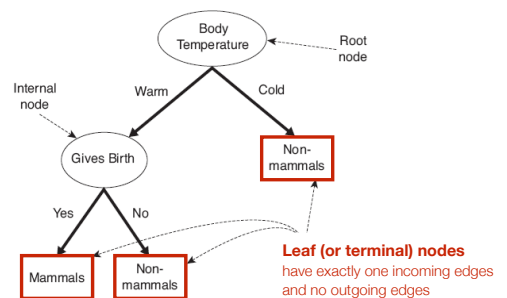 Body
Temperature
Root
node
Internal
node
Warm
Cold
Gives Birth
Non-
mammals
Yes
No
Mammals
Non-
mammals
Leaf (or terminal) nodes
have exactly one incoming edges
and no outgoing edges